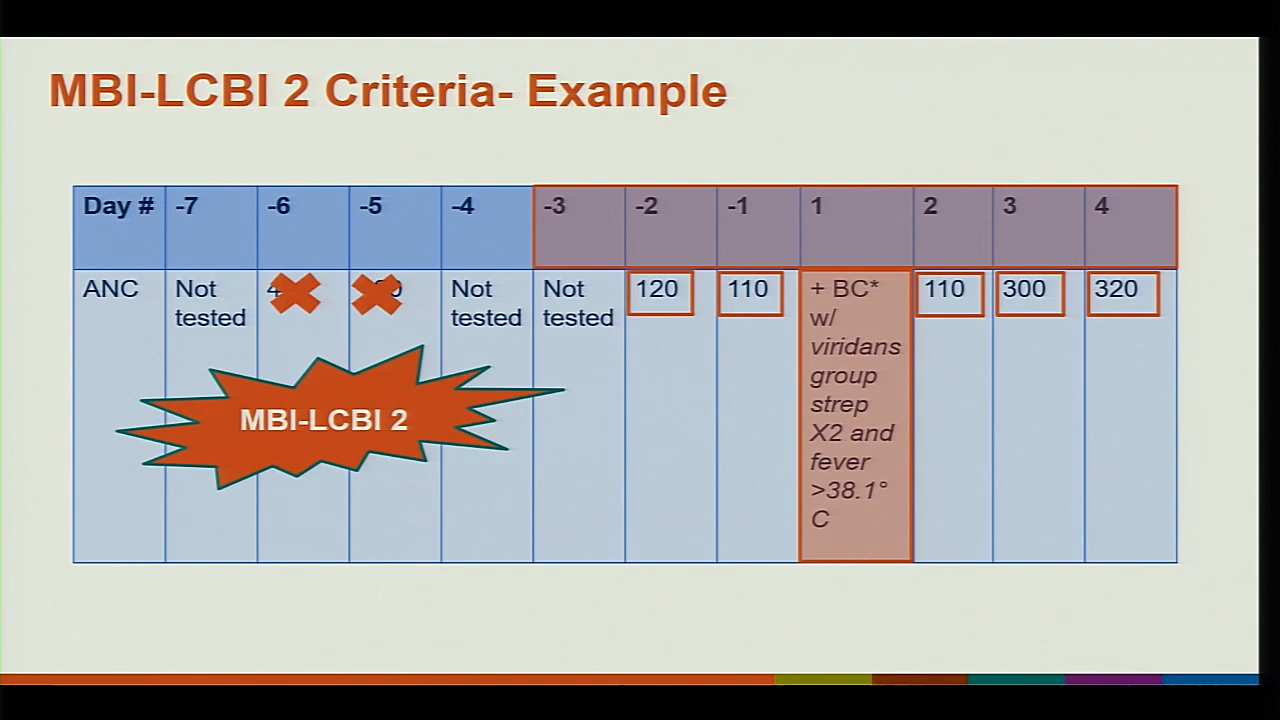 MBI-LCBI 2 Criteria- Example
Day # -7 -6 -5 -4 -3 -2 -1 1 2 3 4
ANC Not tested Not tested Not tested 120 110 + BC* w/ viridans group strep X2 and fever >38.1° C 110 300 320
MBI-LCBI 2